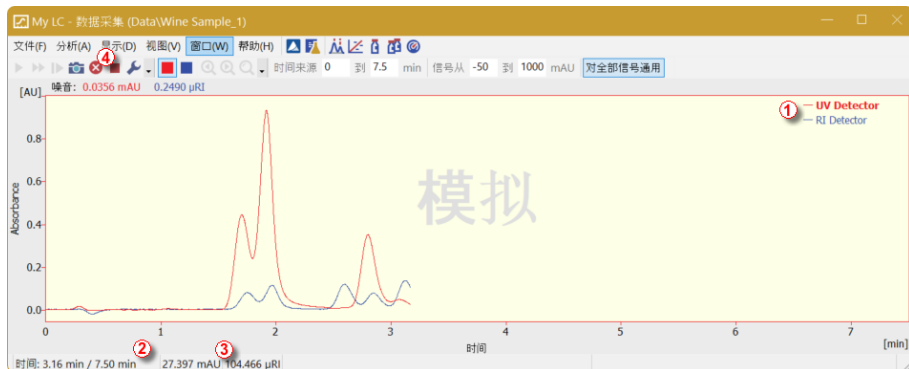 My LC - 数据采集 (Data\Wine Sample_1)
文件(F) 分析(A) 显示(D) 视图(V) 窗口(W) 帮助(H)
④
时间来源 0 到 7.5 min 信号从 -50 到 1000 mAU 对全部信号通用
[AU] 噪音: 0.0356 mAU 0.2490 µRI
① UV Detector
RI Detector
0.8
0.6
0.4
0.2
0.0
Absorbance
模拟
0 1 2 3 4 5 6 7
时间 [min]
② ③
时间: 3.16 min / 7.50 min 27.397 mAU 104.466 µRI